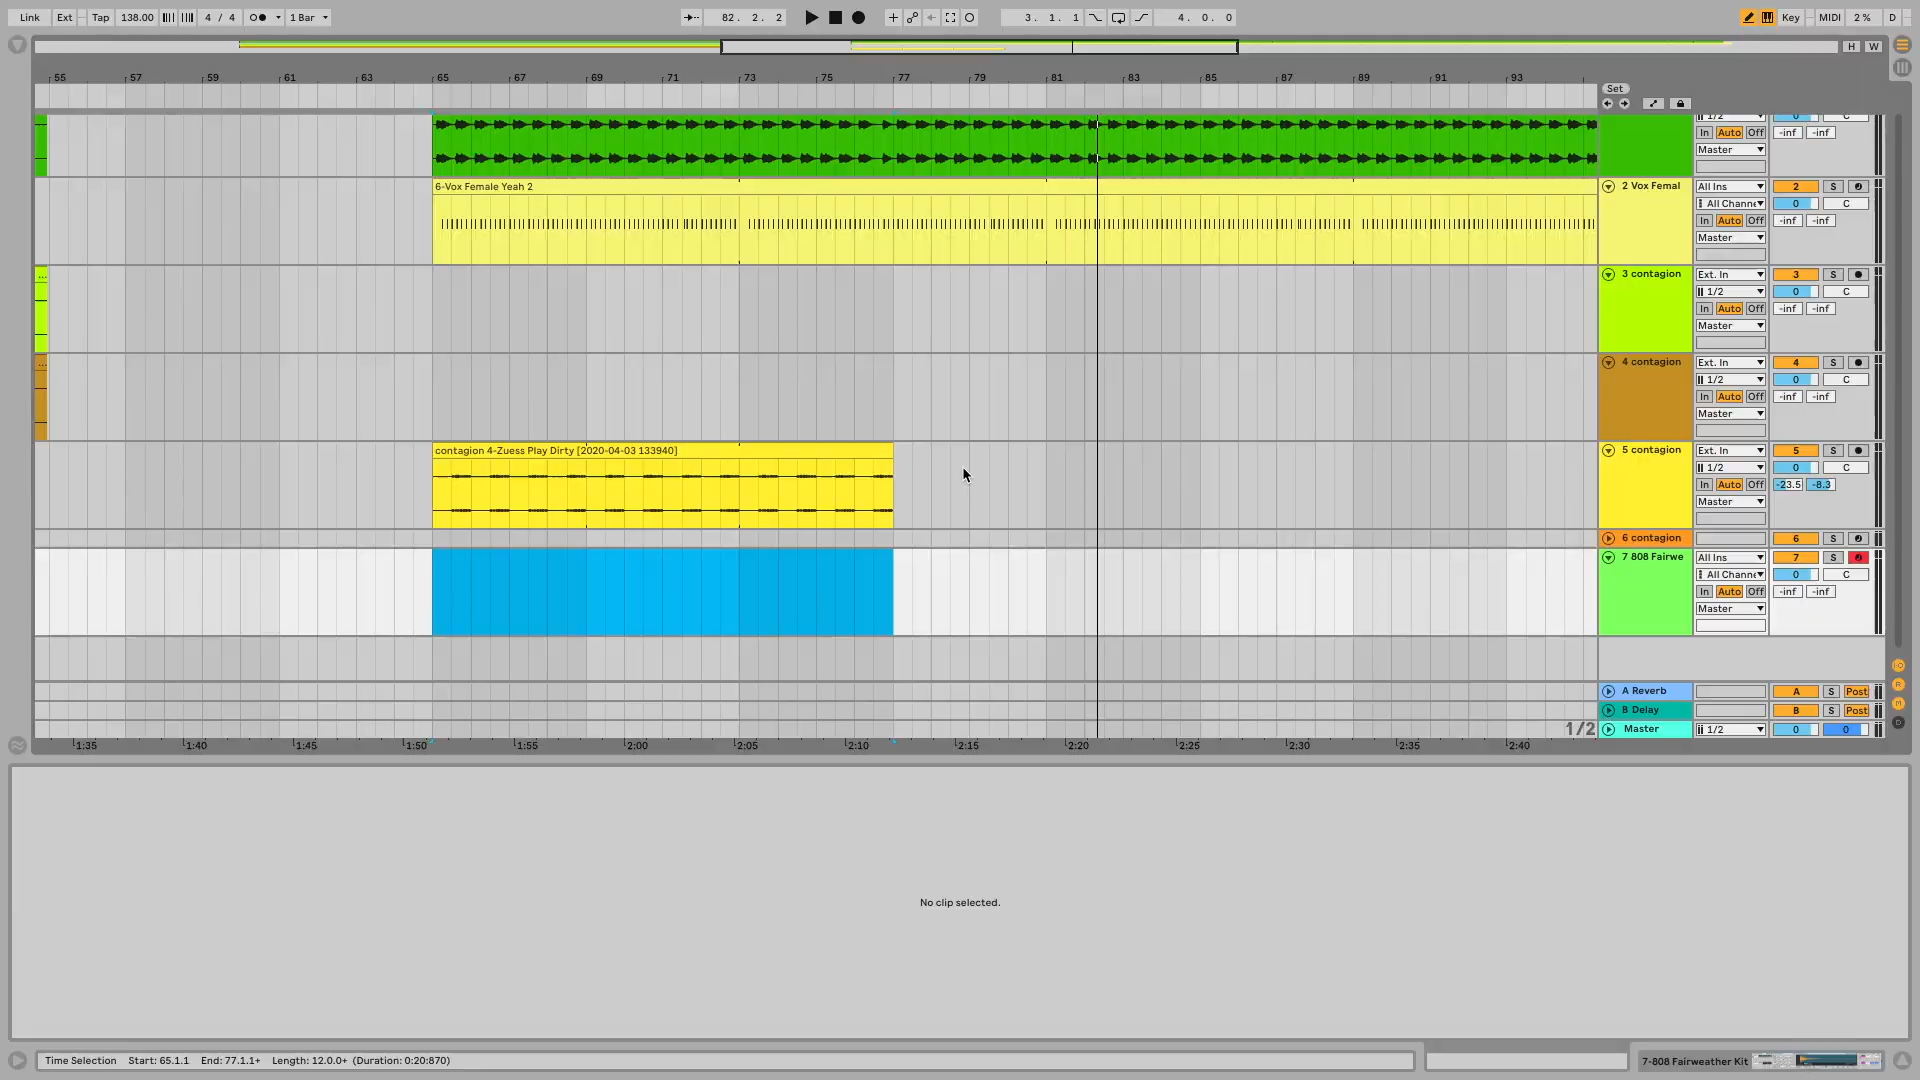 Link Ext Tap 138.00 4 / 4 1 Bar 82. 2. 2 3. 1. 1 4. 0. 0 Key MIDI 2 % D
H W
55 57 59 61 63 65 67 69 71 73 75 77 79 81 83 85 87 89 91 93
Set
1/2 0 C
In Auto Off -inf -inf
Master
6-Vox Female Yeah 2 2 Vox Femal All Ins 2 S
All Channe 0 C
In Auto Off -inf -inf
Master
... 3 contagion Ext. In 3 S
1/2 0 C
In Auto Off -inf -inf
Master
... 4 contagion Ext. In 4 S
1/2 0 C
In Auto Off -inf -inf
Master
contagion 4-Zuess Play Dirty [2020-04-03 133940] 5 contagion Ext. In 5 S
1/2 0 C
In Auto Off -23.5 -8.3
Master
6 contagion 6 S
7 808 Fairwe All Ins 7 S
All Channe 0 C
In Auto Off -inf -inf
Master
A Reverb A S Post
B Delay B S Post
1/2 Master 1/2 0 0
1:35 1:40 1:45 1:50 1:55 2:00 2:05 2:10 2:15 2:20 2:25 2:30 2:35 2:40
No clip selected.
Time Selection Start: 65.1.1 End: 77.1.1+ Length: 12.0.0+ (Duration: 0:20:870) 7-808 Fairweather Kit